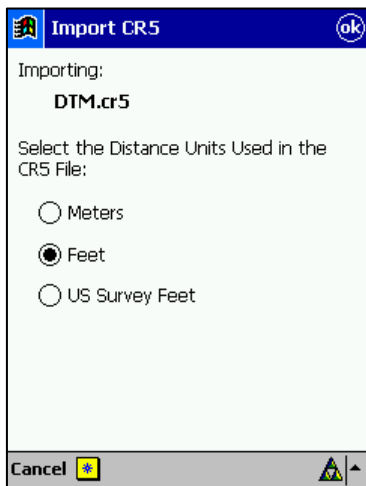 Import CR5
ok
Importing:
DTM.cr5
Select the Distance Units Used in the
CR5 File:
Meters
Feet
US Survey Feet
Cancel